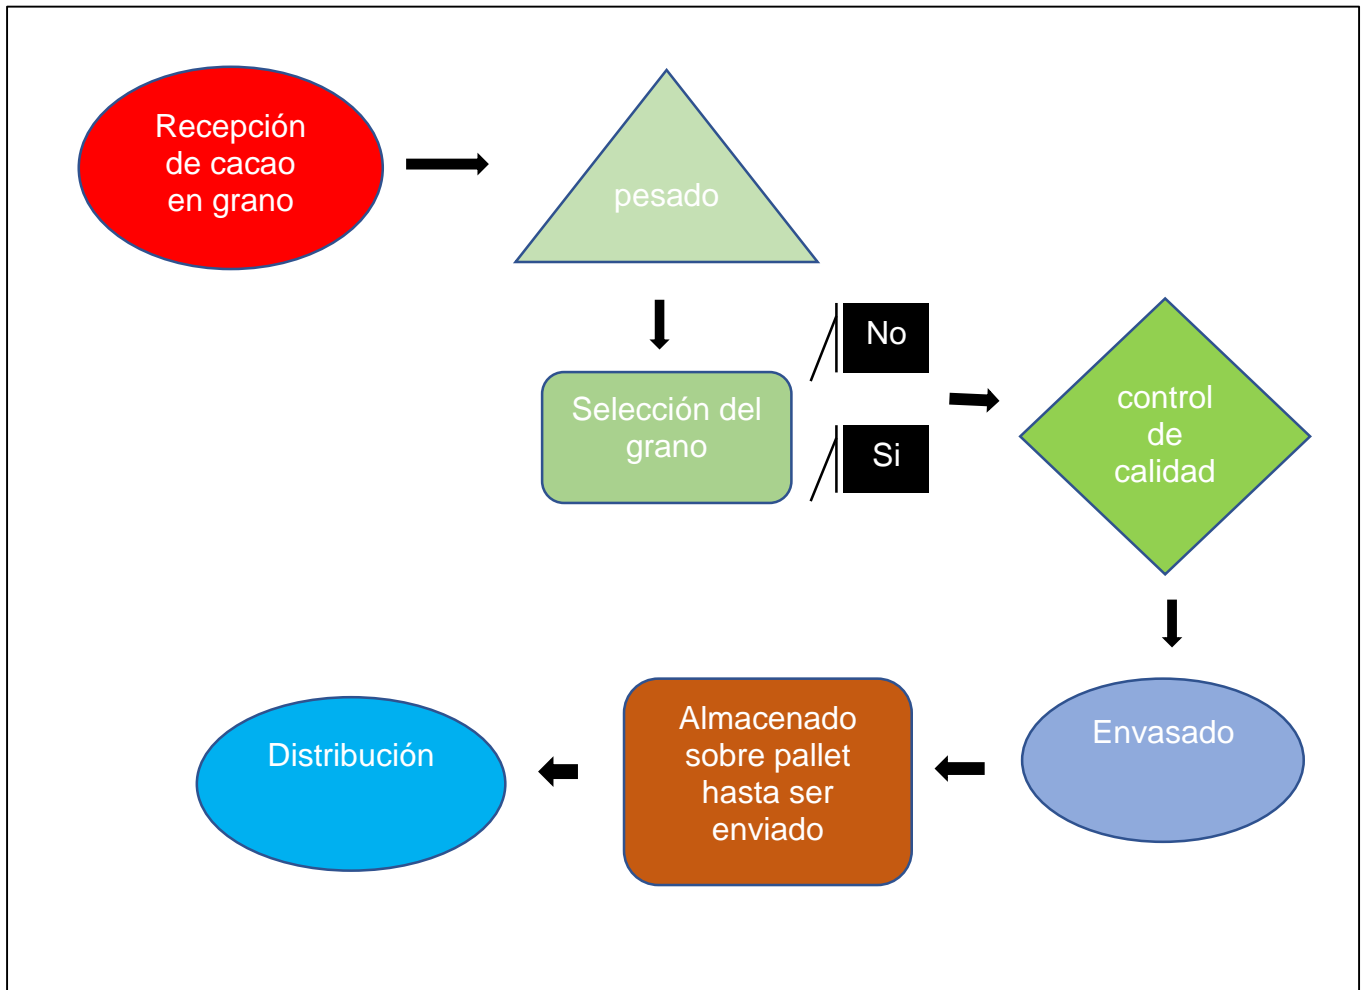 Recepción
de cacao
en grano
pesado
Selección del
grano
No
Si
control
de
calidad
Envasado
Almacenado
sobre pallet
hasta ser
enviado
Distribución